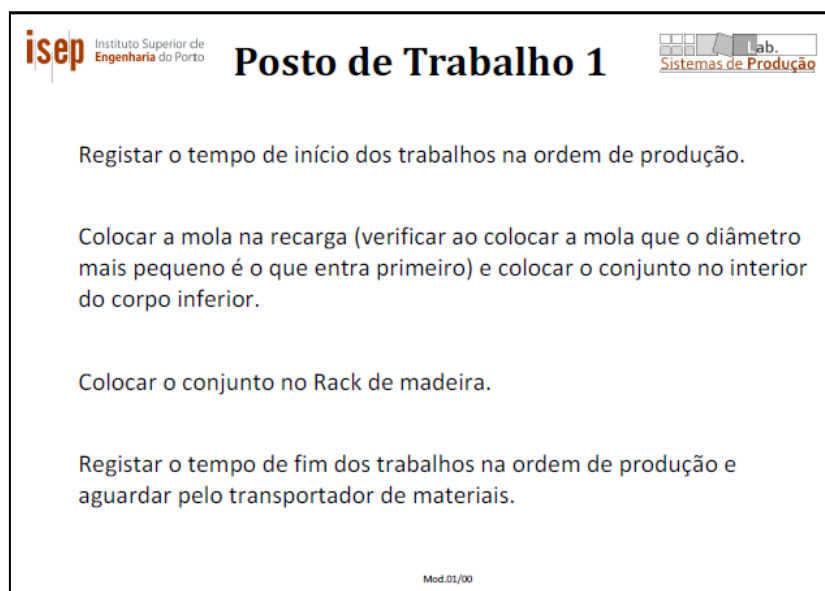 isep Instituto Superior de
Engenharia do Porto
Posto de Trabalho 1
Lab.
Sistemas de Produção
Registar o tempo de início dos trabalhos na ordem de produção.
Colocar a mola na recarga (verificar ao colocar a mola que o diâmetro
mais pequeno é o que entra primeiro) e colocar o conjunto no interior
do corpo inferior.
Colocar o conjunto no Rack de madeira.
Registar o tempo de fim dos trabalhos na ordem de produção e
aguardar pelo transportador de materiais.
Mod.01/00